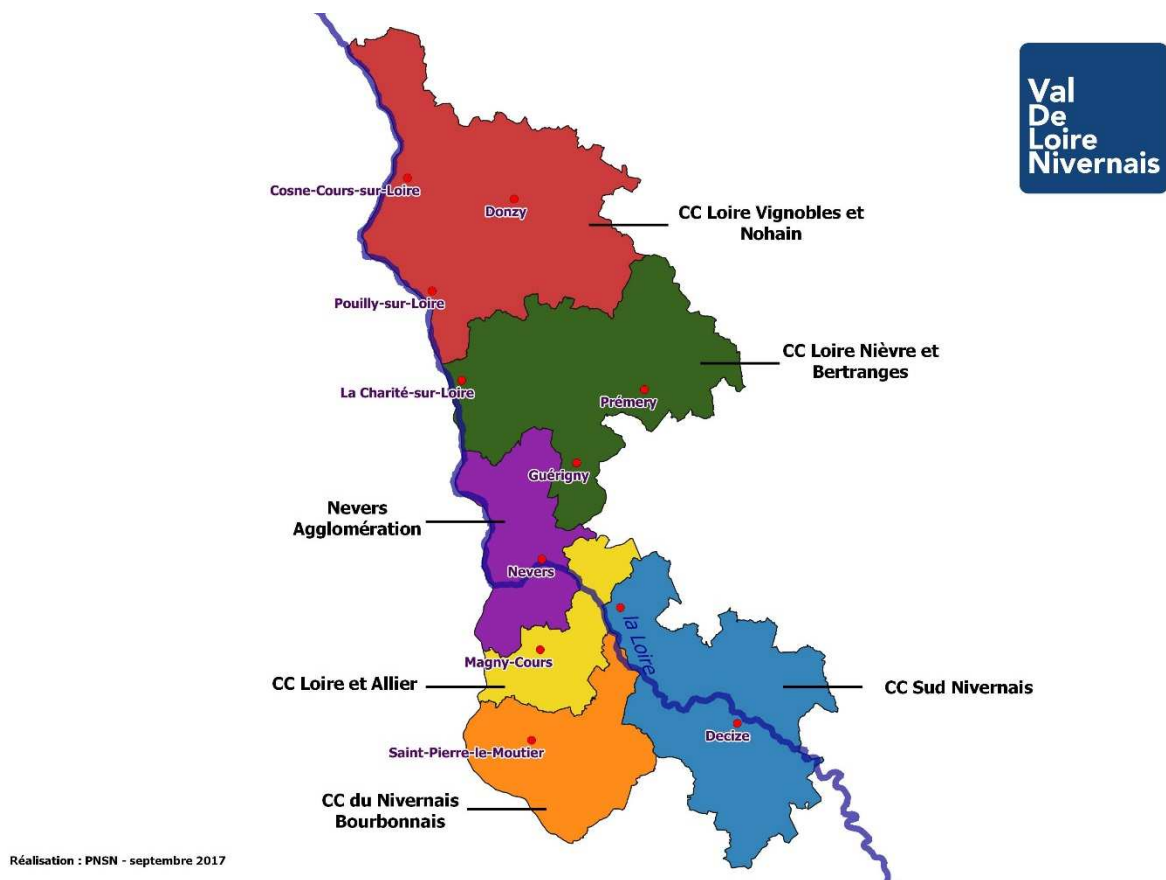 Val
De
Loire
Nivernais
Cosne-Cours-sur-Loire
Donzy
CC Loire Vignobles et
Nohain
Pouilly-sur-Loire
CC Loire Nièvre et
Bertranges
La Charité-sur-Loire
Prémery
Guérigny
Nevers
Agglomération
Nevers
la Loire
Magny-Cours
CC Loire et Allier
CC Sud Nivernais
Decize
Saint-Pierre-le-Moutier
CC du Nivernais
Bourbonnais
Réalisation : PNSN - septembre 2017